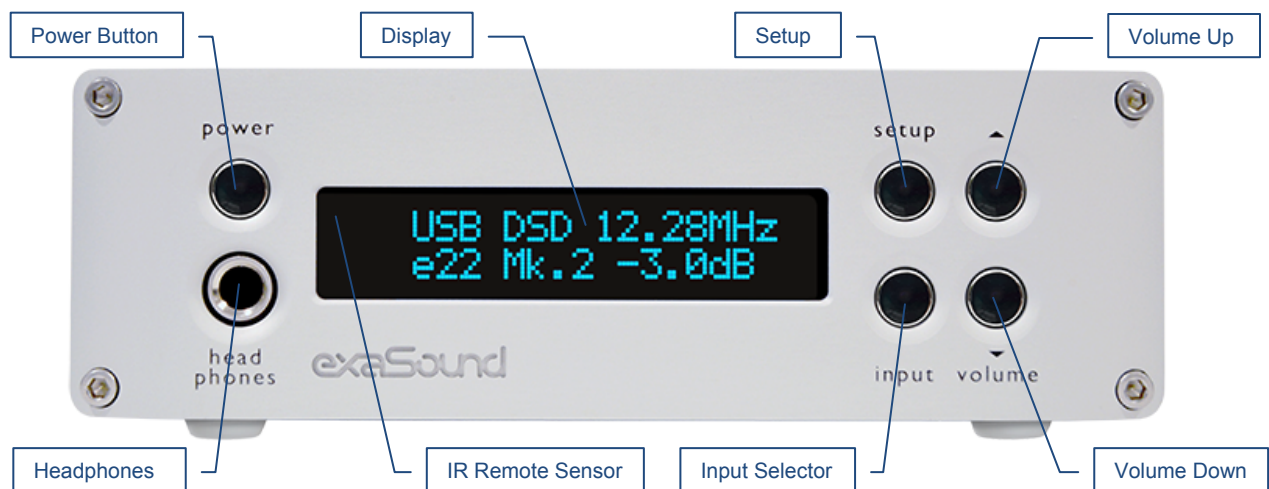 Power Button
Display
Setup
Volume Up
power
setup
USB DSD 12.28MHz
e22 Mk.2 -3.0dB
head
phones
exaSound
input
volume
Headphones
IR Remote Sensor
Input Selector
Volume Down